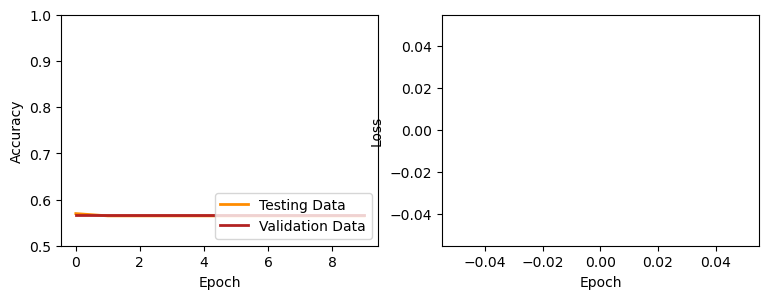 1.0
0.9
0.8
0.7
0.6
0.5
Accuracy
0 2 4 6 8
Epoch
Testing Data
Validation Data
0.04
0.02
0.00
−0.02
−0.04
Loss
−0.04 −0.02 0.00 0.02 0.04
Epoch